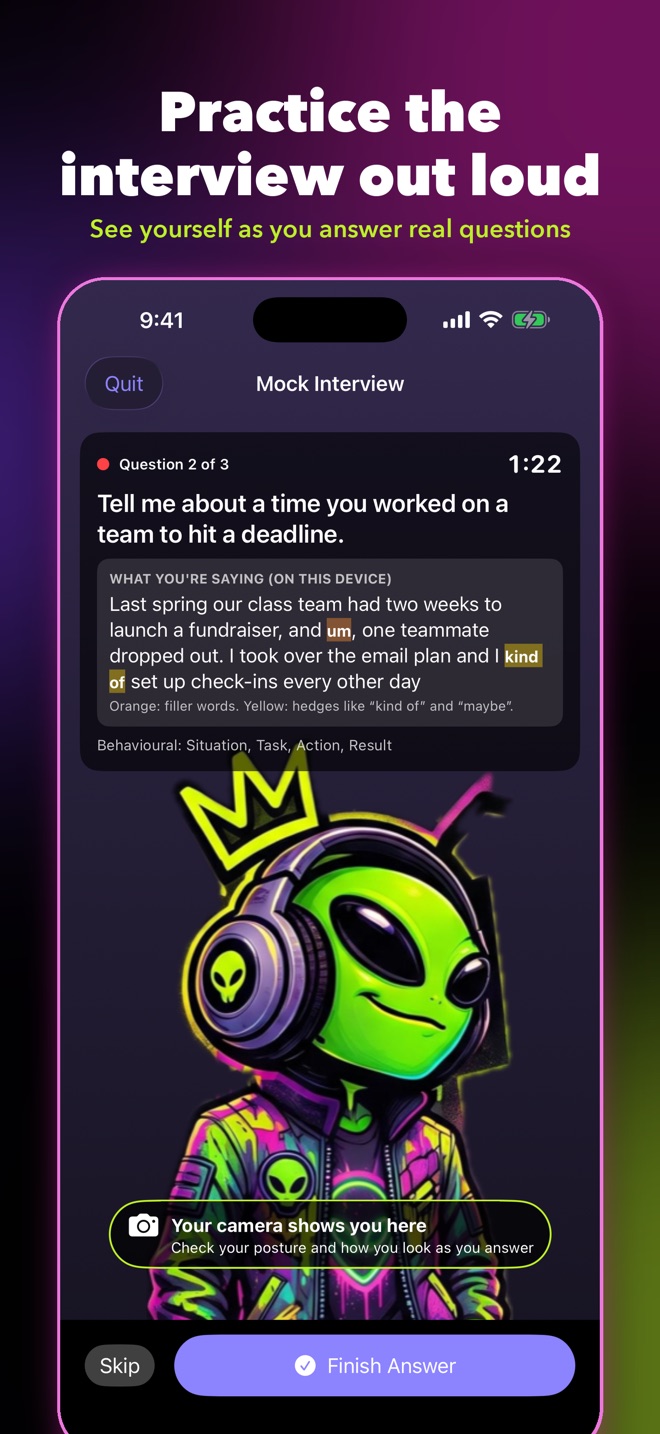 Practice the
interview out loud
See yourself as you answer real questions
9:41
Quit
Mock Interview
Question 2 of 3
1:22
Tell me about a time you worked on a
team to hit a deadline.
WHAT YOU'RE SAYING (ON THIS DEVICE)
Last spring our class team had two weeks to
launch a fundraiser, and um, one teammate
dropped out. I took over the email plan and I kind
of set up check-ins every other day
Orange: filler words. Yellow: hedges like “kind of” and “maybe”.
Behavioural: Situation, Task, Action, Result
Your camera shows you here
Check your posture and how you look as you answer
Skip
Finish Answer